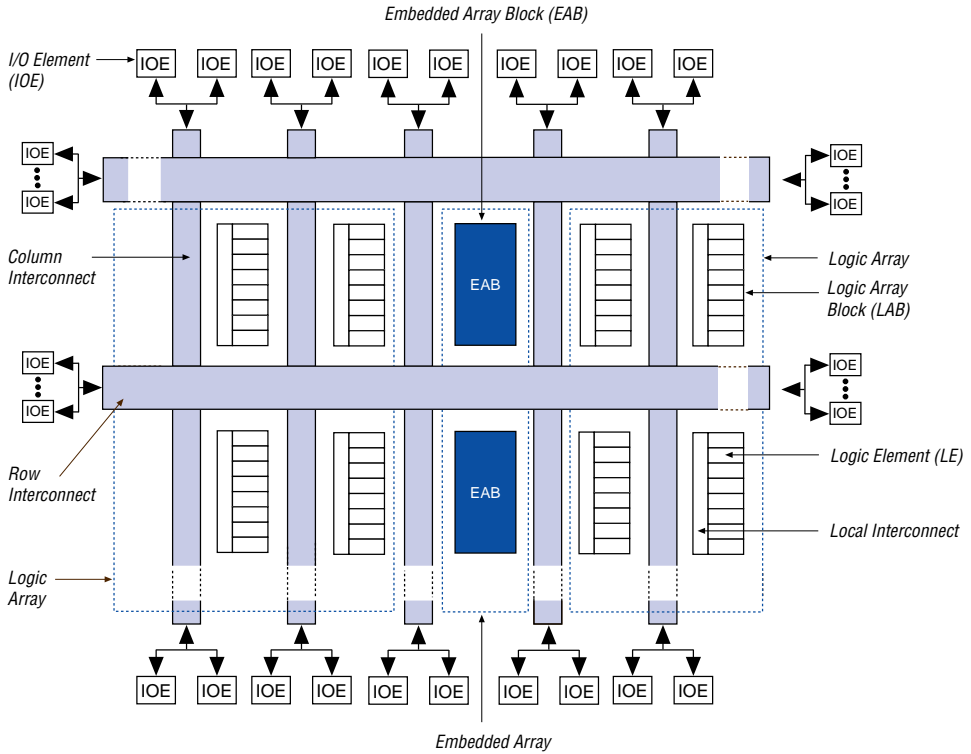 Embedded Array Block (EAB)
I/O Element
(IOE)
IOE IOE IOE IOE IOE IOE IOE IOE IOE IOE
IOE
IOE
IOE
IOE
Column
Interconnect
EAB
Logic Array
Logic Array
Block (LAB)
IOE
IOE
IOE
IOE
Row
Interconnect
EAB
Logic Element (LE)
Local Interconnect
Logic
Array
IOE IOE IOE IOE IOE IOE IOE IOE IOE IOE
Embedded Array